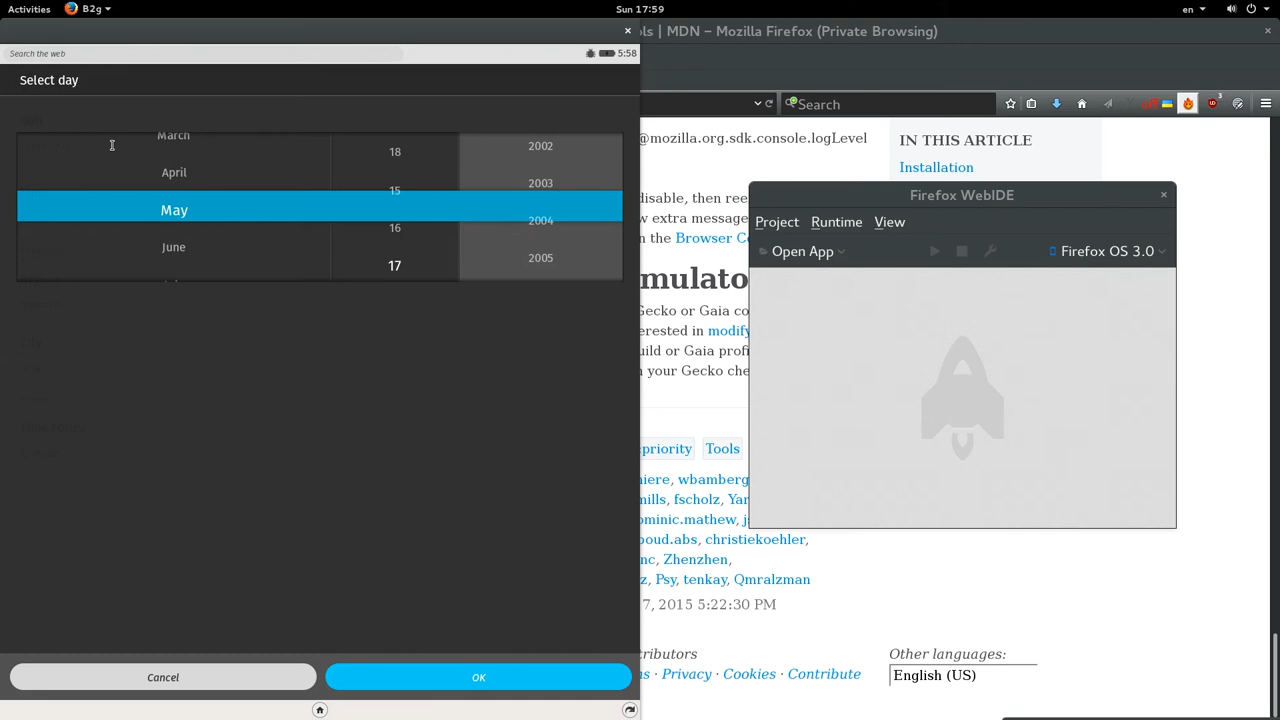 Activities B2g Sun 17:59 en
ls | MDN – Mozilla Firefox (Private Browsing)
Search the web 5:58
Select day
March
April 18 2002
May 15 2003
June 16 2004
17 2005
Cancel OK
Search off 3
@mozilla.org.sdk.console.logLevel
disable, then ree
w extra message
n the Browser Co
mulato
Gecko or Gaia co
erested in modify
uild or Gaia profi
n your Gecko che
priority Tools
niere, wbamberg
mills, fscholz, Yar
ominic.mathew, js
boud.abs, christiekoehler,
nc, Zhenzhen,
z, Psy, tenkay, Qmralzman
7, 2015 5:22:30 PM
ntributors
ns · Privacy · Cookies · Contribute
IN THIS ARTICLE
Installation
Firefox WebIDE
Project Runtime View
Open App Firefox OS 3.0
Other languages:
English (US)